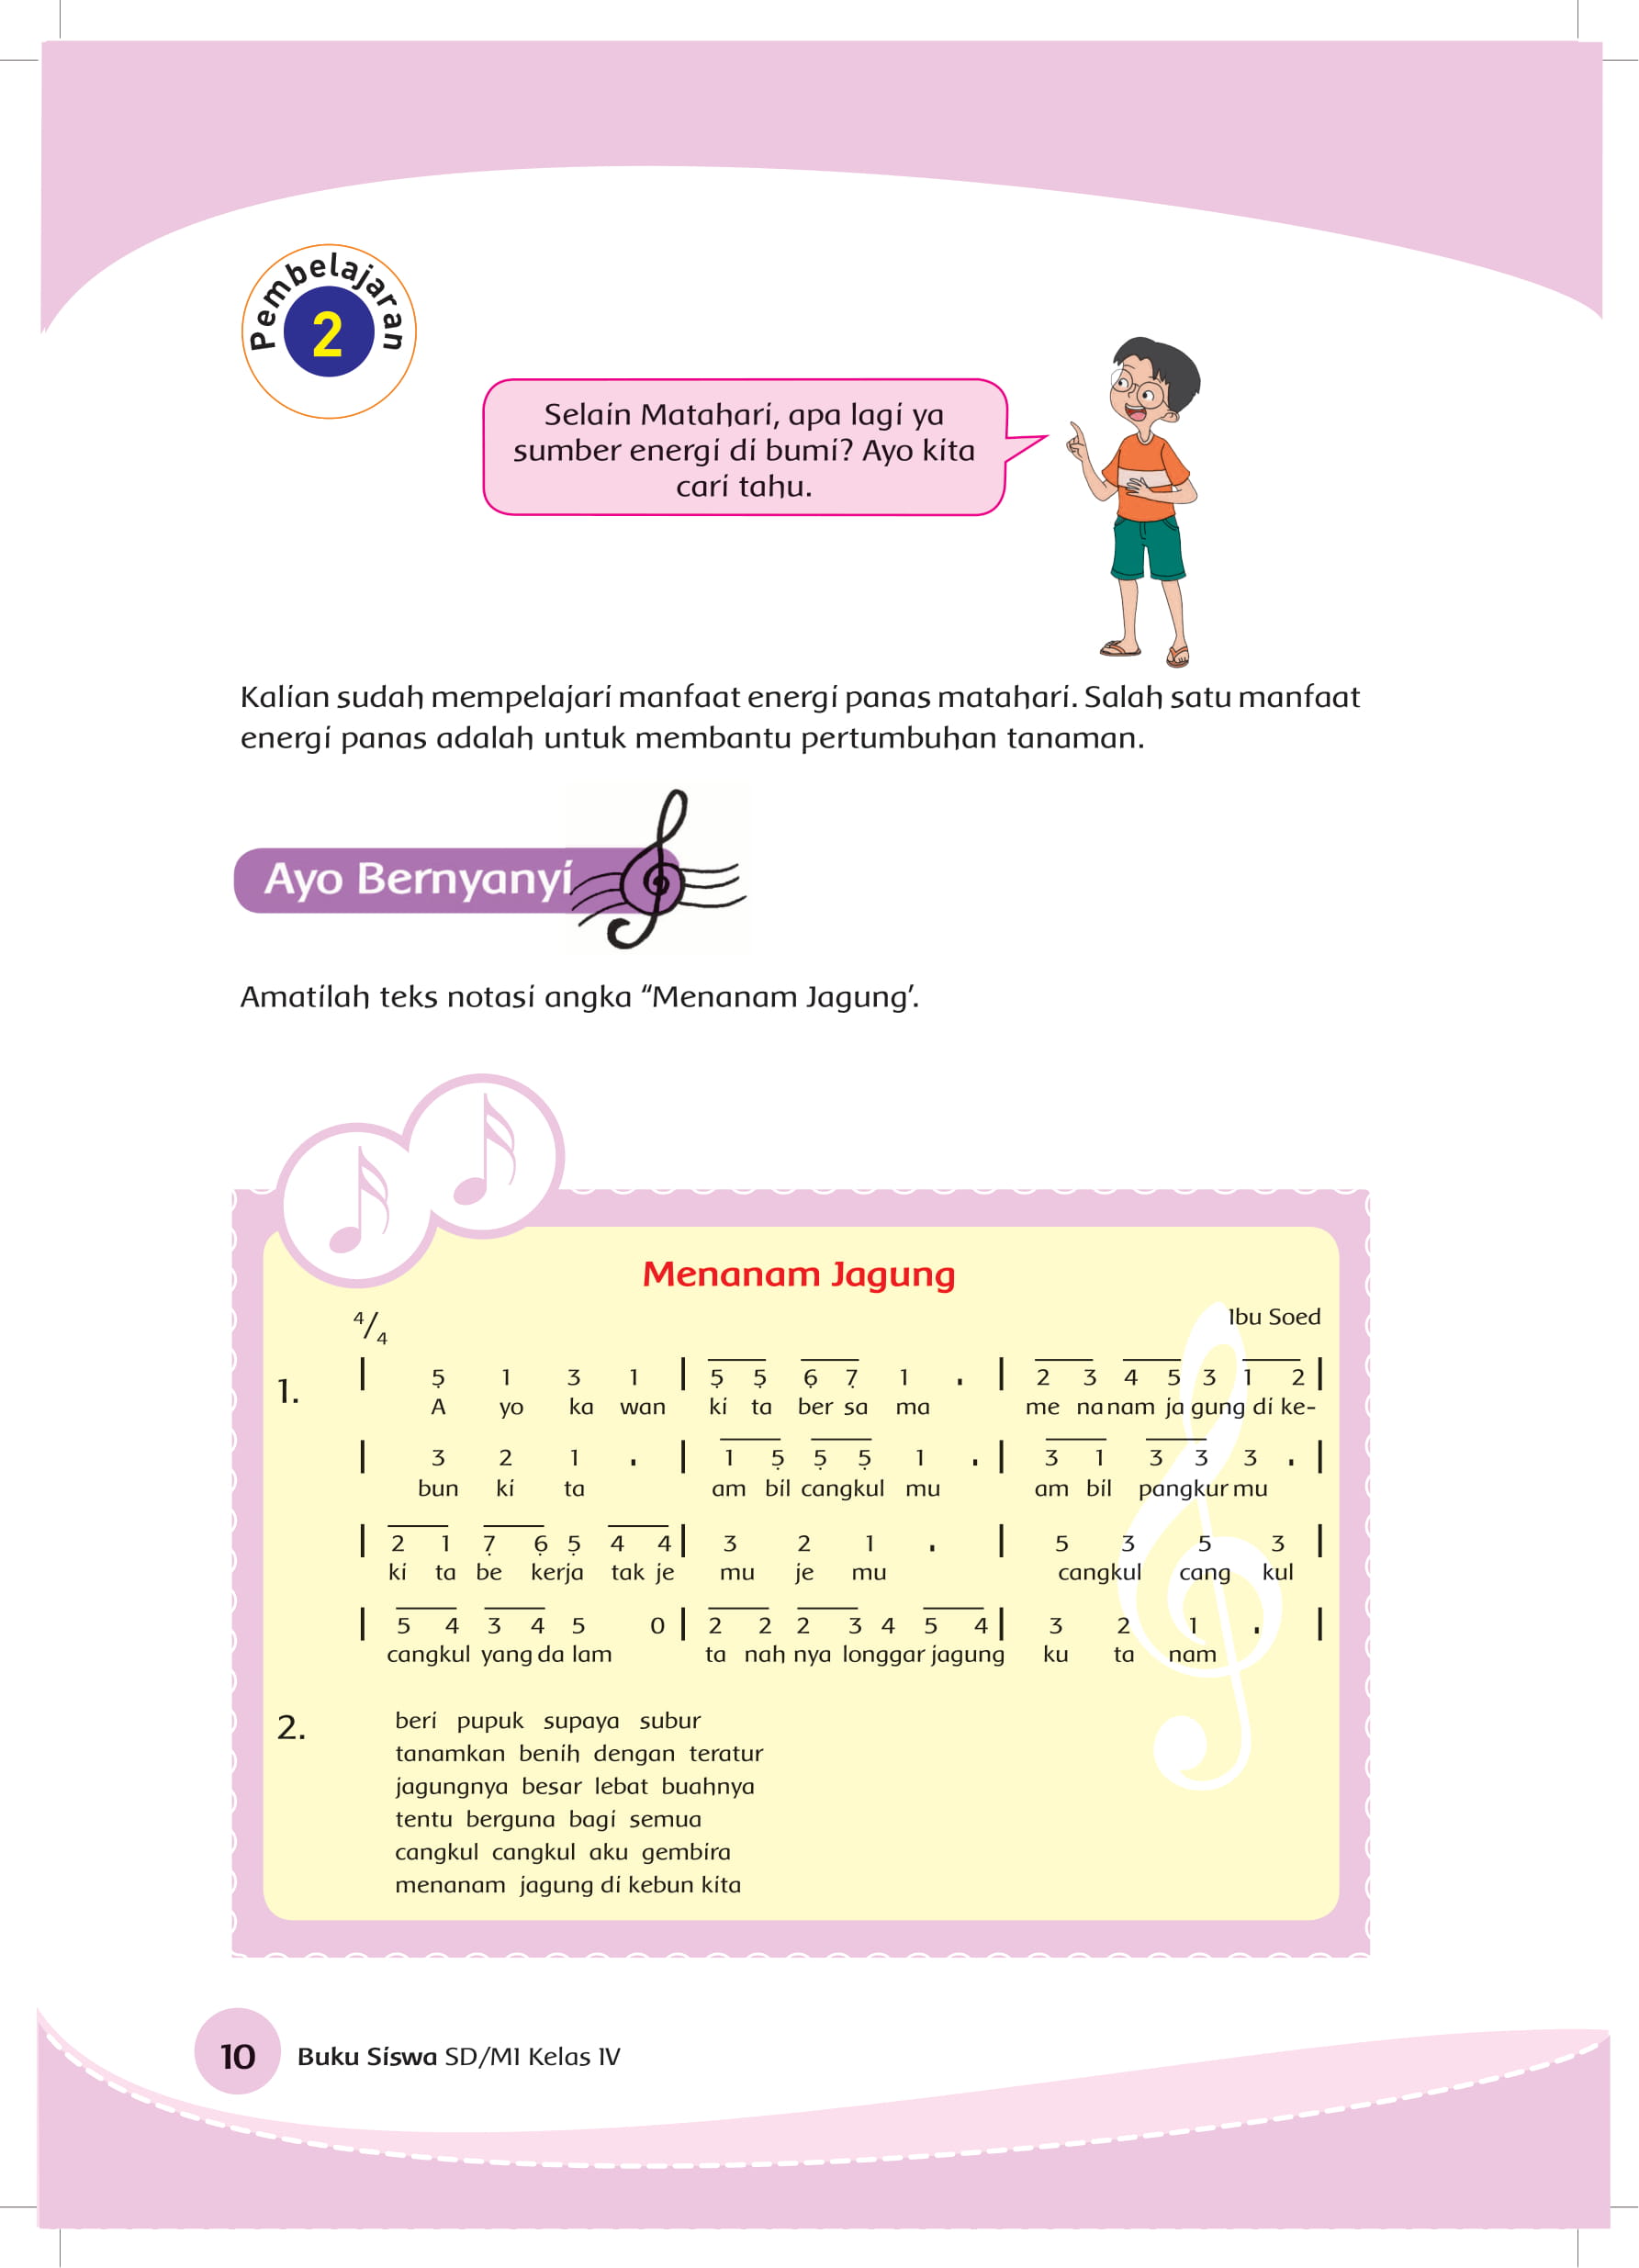 Pembelajaran
2
Selain Matahari, apa lagi ya
sumber energi di bumi? Ayo kita
cari tahu.
Kalian sudah mempelajari manfaat energi panas matahari. Salah satu manfaat
energi panas adalah untuk membantu pertumbuhan tanaman.
Ayo Bernyanyi
Amatilah teks notasi angka “Menanam Jagung’.
Menanam Jagung
4/4
Ibu Soed
1.
| 5̣ 1 3 1 | 5̣ 5̣ 6̣ 7̣ 1 . | 2 3 4 5 3 1 2 |
A yo ka wan ki ta ber sa ma me na nam ja gung di ke-
| 3 2 1 . | 1 5̣ 5̣ 5̣ 1 . | 3 1 3 3 3 . |
bun ki ta am bil cangkul mu am bil pangkur mu
| 2 1 7̣ 6̣ 5̣ 4 4 | 3 2 1 . | 5 3 5 3 |
ki ta be kerja tak je mu je mu cangkul cang kul
| 5 4 3 4 5 0 | 2 2 2 3 4 5 4 | 3 2 1 . |
cangkul yang da lam ta nah nya longgar jagung ku ta nam
2.
beri pupuk supaya subur
tanamkan benih dengan teratur
jagungnya besar lebat buahnya
tentu berguna bagi semua
cangkul cangkul aku gembira
menanam jagung di kebun kita
10
Buku Siswa SD/MI Kelas IV